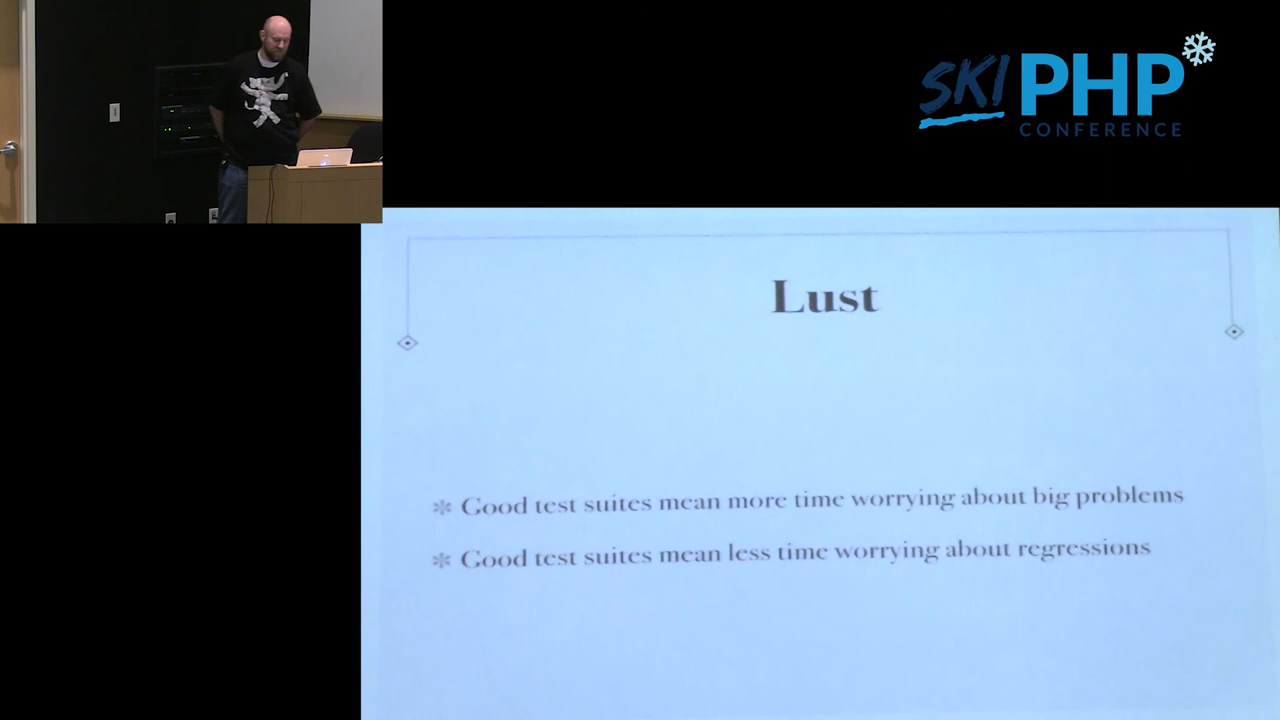 SKI PHP
CONFERENCE
Lust
✻ Good test suites mean more time worrying about big problems
✻ Good test suites mean less time worrying about regressions